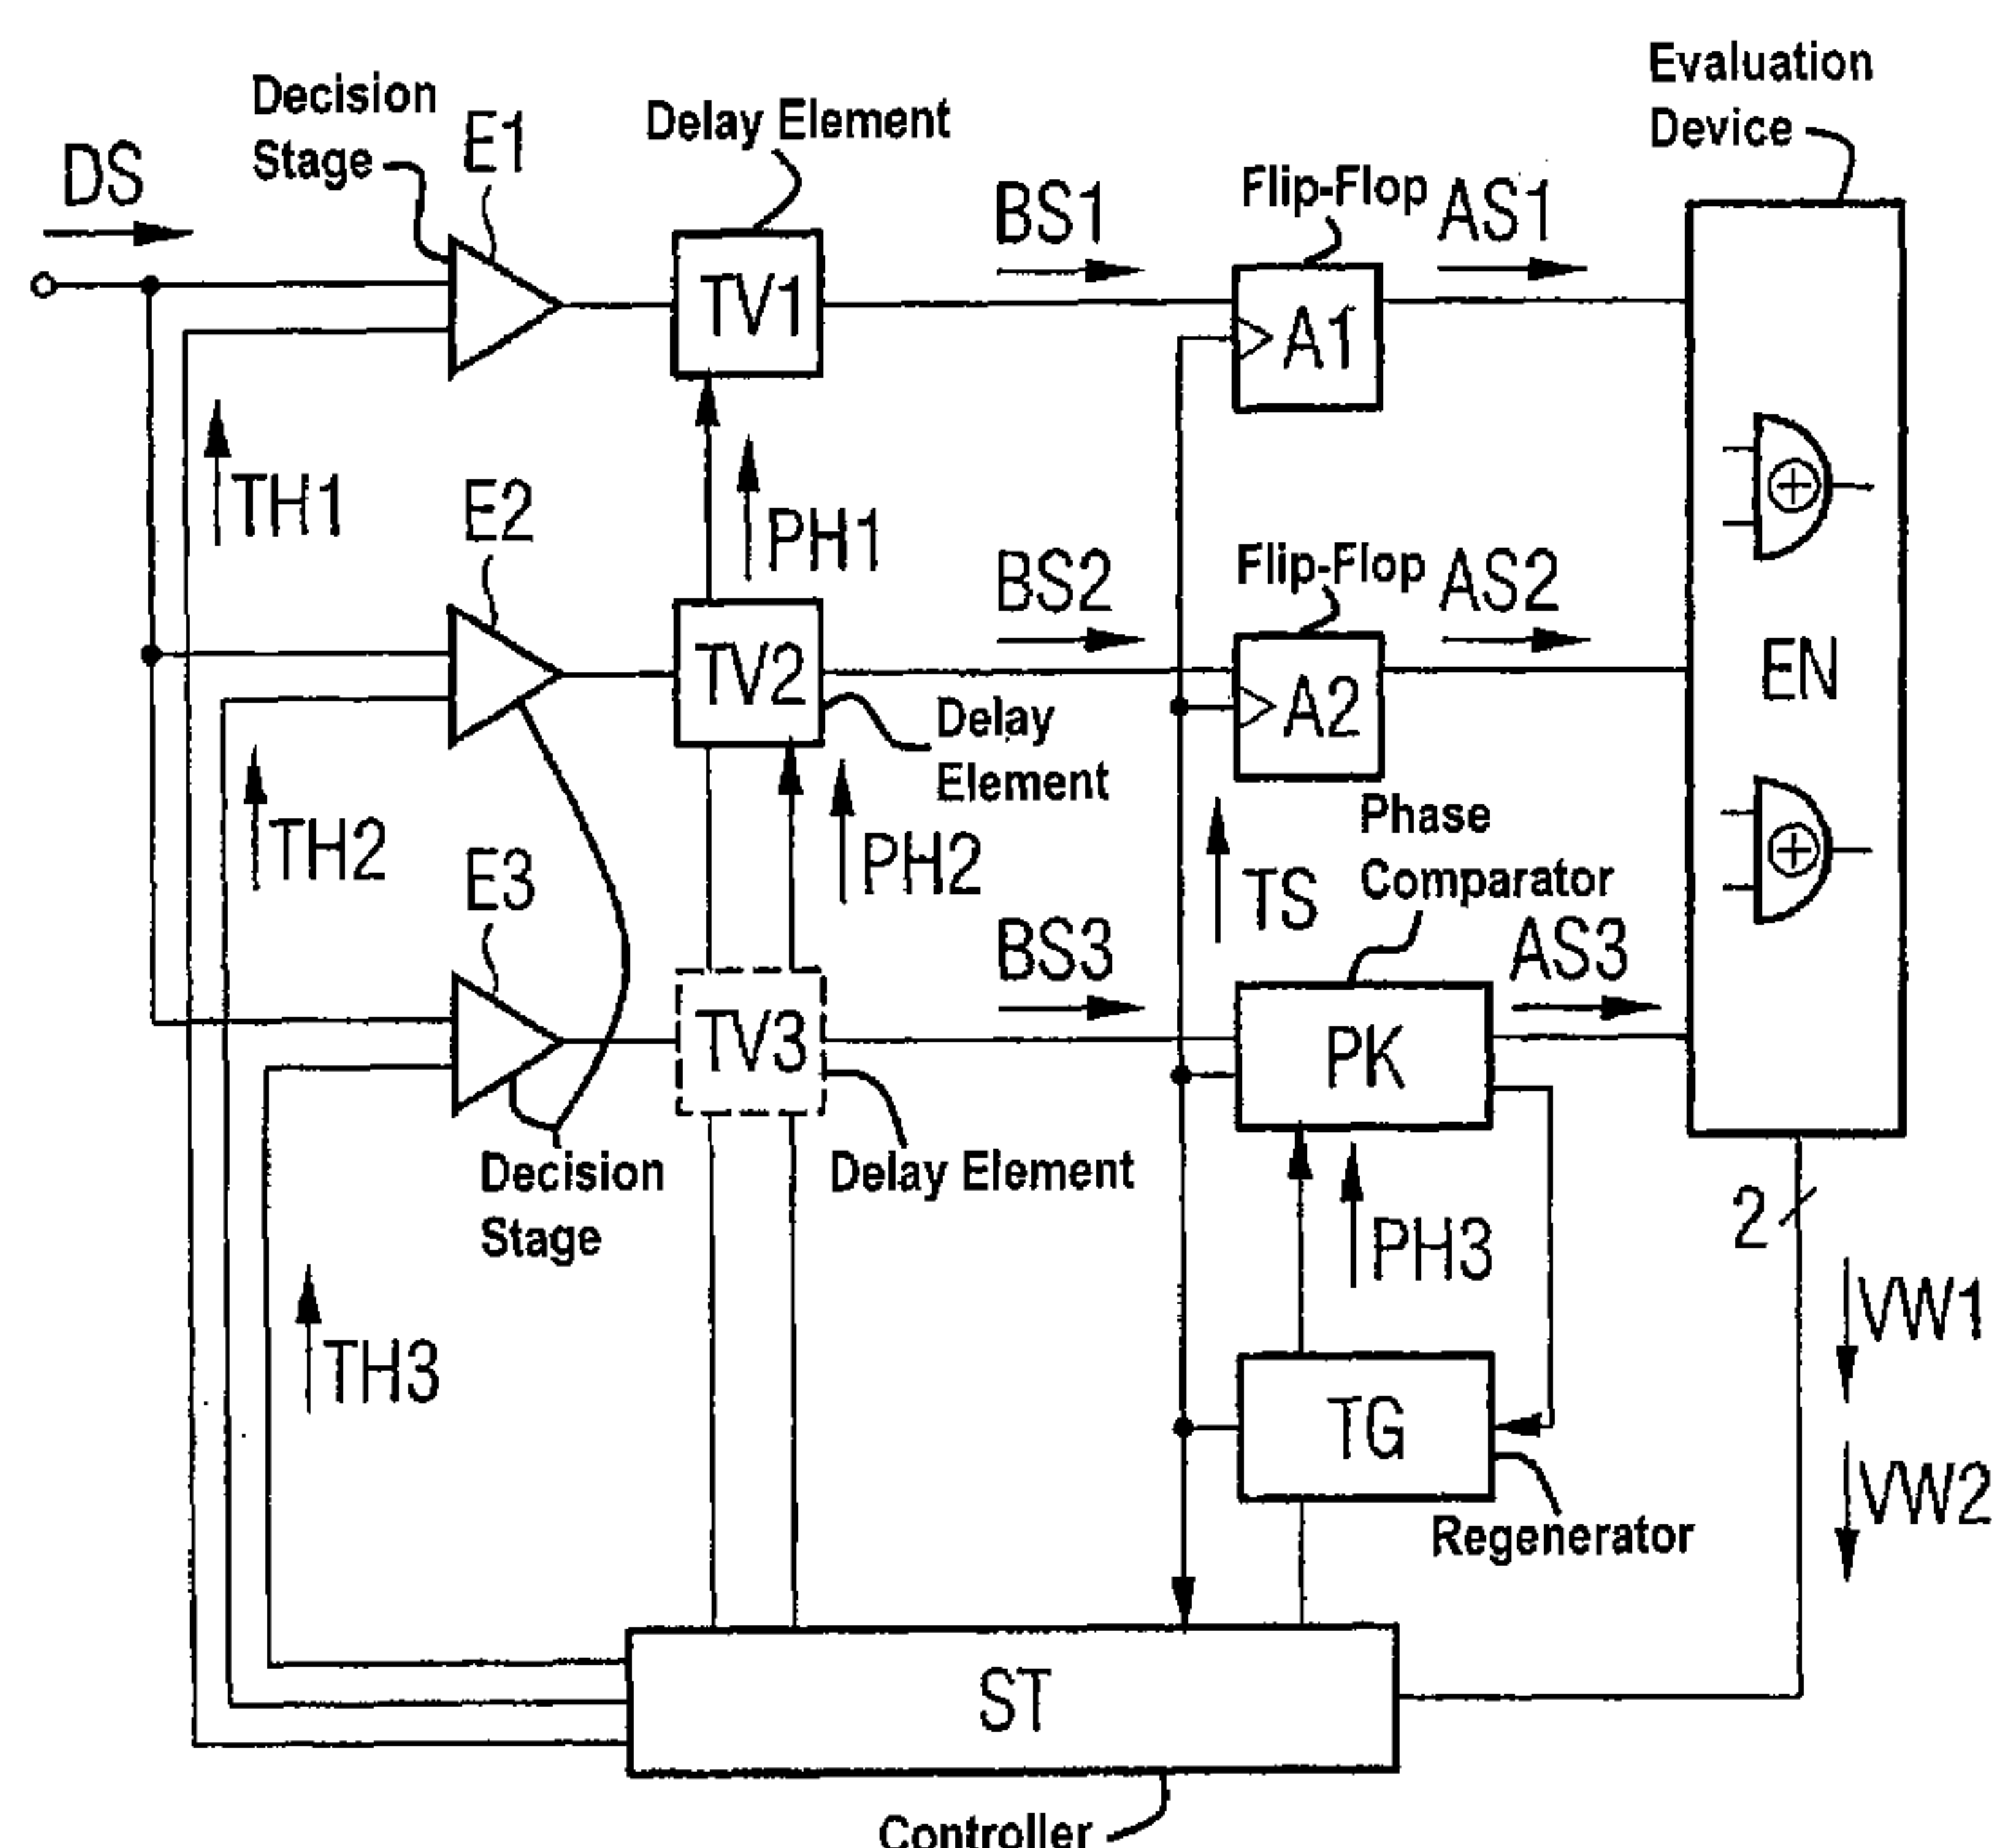 Evaluation
Device
Decision
Stage
E1
Delay Element
DS
BS1
Flip-Flop
AS1
TV1
A1
TH1
E2
PH1
BS2
Flip-Flop
AS2
TV2
A2
EN
Delay
Element
TH2
E3
PH2
TS
Phase
Comparator
BS3
AS3
TV3
PK
Decision
Stage
Delay Element
2
PH3
VW1
TH3
TG
VW2
Regenerator
ST
Controller